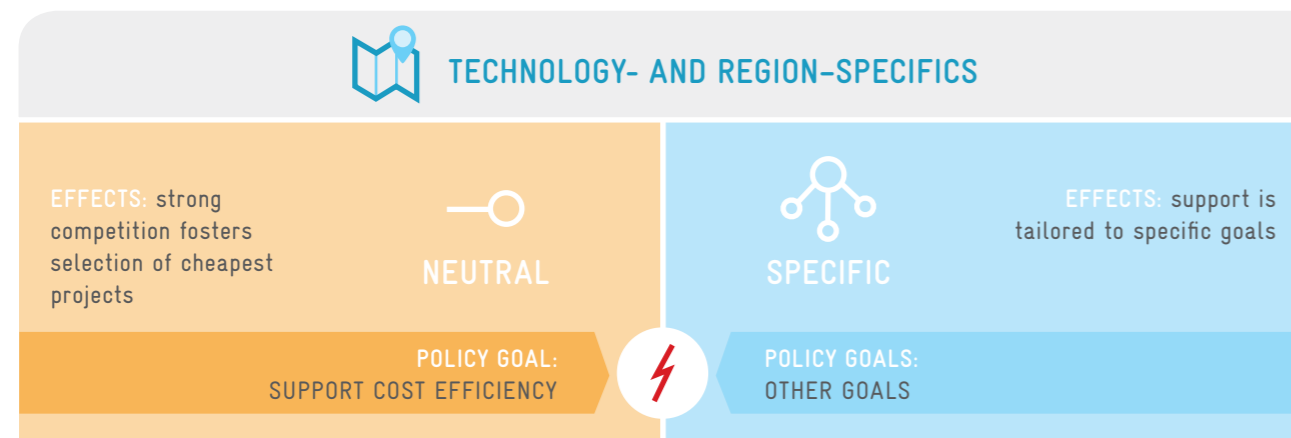 TECHNOLOGY- AND REGION-SPECIFICS
EFFECTS: strong
competition fosters
selection of cheapest
projects
NEUTRAL
POLICY GOAL:
SUPPORT COST EFFICIENCY
SPECIFIC
EFFECTS: support is
tailored to specific goals
POLICY GOALS:
OTHER GOALS